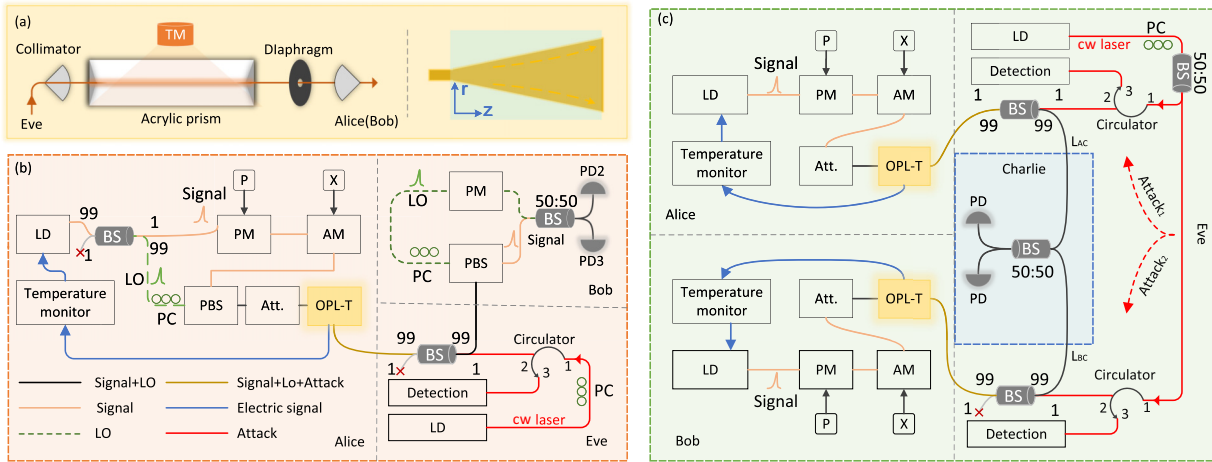 (a)
TM
Collimator
DIaphragm
Eve
Acrylic prism
Alice(Bob)
r
z
(b)
P
X
Signal
99
1
LD
BS
PM
AM
1
99
LO
PC
Temperature
monitor
PBS
Att.
OPL-T
LO
PM
50:50
PD2
BS
Signal
PD3
PC
PBS
Bob
99
99
BS
1
1
Circulator
2
3
1
PC
Detection
LD
cw laser
Eve
Alice
Signal+LO
Signal+Lo+Attack
Signal
Electric signal
LO
Attack
(c)
P
X
Signal
LD
PM
AM
Temperature
monitor
Att.
OPL-T
Alice
LD
PC
cw laser
Detection
BS
50:50
1
BS
1
99
99
2
3
1
Circulator
LAC
Charlie
PD
BS
50:50
PD
LBC
Attack1
Attack2
Eve
Temperature
monitor
Att.
OPL-T
LD
Signal
PM
AM
P
X
Bob
99
99
BS
1
1
Circulator
2
3
1
Detection